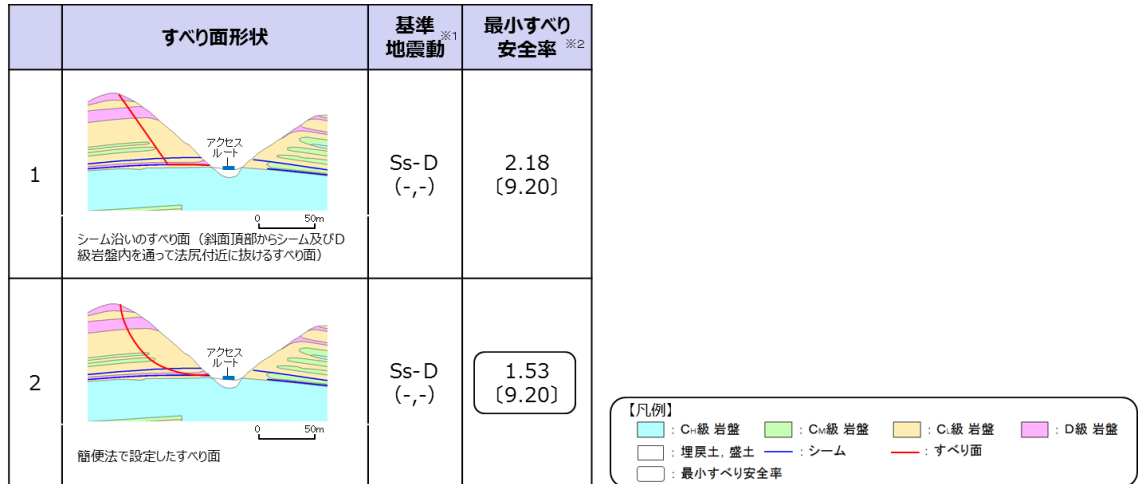 すべり面形状
基準
地震動 ※1
最小すべり
安全率 ※2
1
アクセス
ルート
0 50m
シーム沿いのすべり面（斜面頂部からシーム及びD
級岩盤内を通って法尻付近に抜けるすべり面）
Ss-D
(-,-)
2.18
〔9.20〕
2
アクセス
ルート
0 50m
簡便法で設定したすべり面
Ss-D
(-,-)
1.53
〔9.20〕
【凡例】
：CH級 岩盤 ：CM級 岩盤 ：CL級 岩盤 ：D級 岩盤
：埋戻土，盛土 ：シーム ：すべり面
：最小すべり安全率